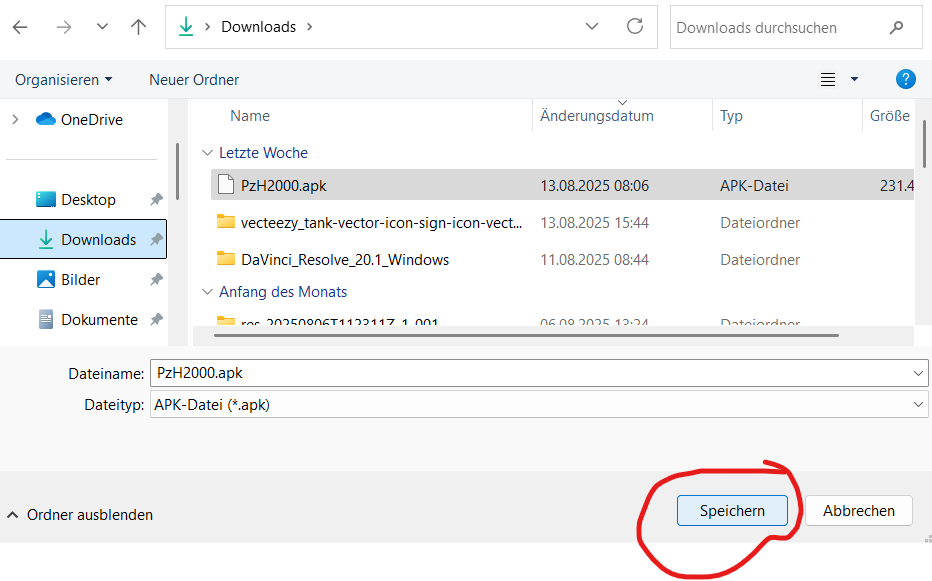 Downloads
Downloads durchsuchen
Organisieren
Neuer Ordner
?
OneDrive
Desktop
Downloads
Bilder
Dokumente
Name Änderungsdatum Typ Größe
Letzte Woche
PzH2000.apk 13.08.2025 08:06 APK-Datei 231.4
vecteezy_tank-vector-icon-sign-icon-vect... 13.08.2025 15:44 Dateiordner
DaVinci_Resolve_20.1_Windows 11.08.2025 08:44 Dateiordner
Anfang des Monats
res_20250806T112311Z_1_001 06.08.2025 13:24 Dateiordner
Dateiname: PzH2000.apk
Dateityp: APK-Datei (*.apk)
Ordner ausblenden
Speichern
Abbrechen